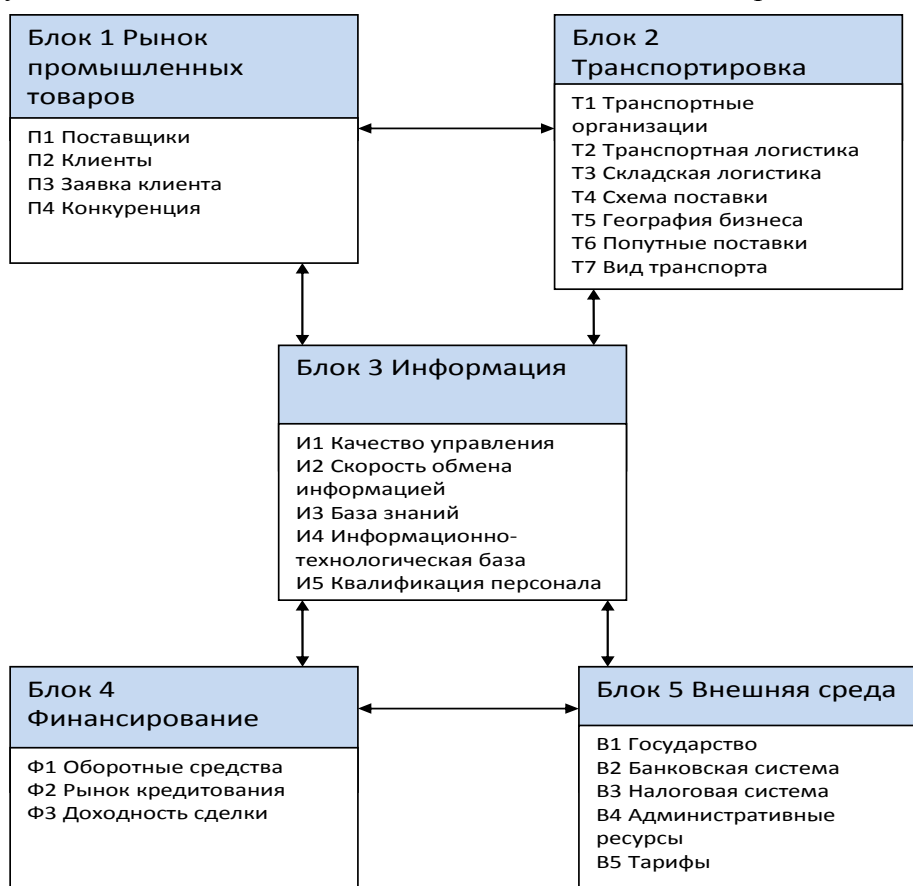 Блок 1 Рынок
промышленных
товаров
П1 Поставщики
П2 Клиенты
П3 Заявка клиента
П4 Конкуренция
Блок 2
Транспортировка
Т1 Транспортные
организации
Т2 Транспортная логистика
Т3 Складская логистика
Т4 Схема поставки
Т5 География бизнеса
Т6 Попутные поставки
Т7 Вид транспорта
Блок 3 Информация
И1 Качество управления
И2 Скорость обмена
информацией
И3 База знаний
И4 Информационно-
технологическая база
И5 Квалификация персонала
Блок 4
Финансирование
Ф1 Оборотные средства
Ф2 Рынок кредитования
Ф3 Доходность сделки
Блок 5 Внешняя среда
В1 Государство
В2 Банковская система
В3 Налоговая система
В4 Административные
ресурсы
В5 Тарифы